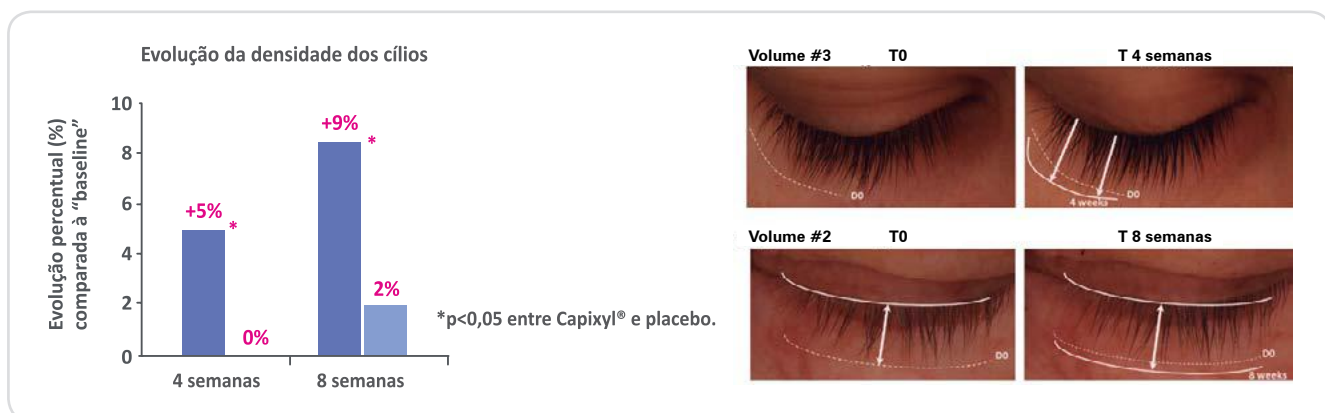 Evolução da densidade dos cílios
Evolução percentual (%)
comparada à “baseline”
10
8
6
4
2
0
+5%
*
0%
+9%
*
2%
4 semanas
8 semanas
*p<0,05 entre Capixyl® e placebo.
Volume #3 T0
T 4 semanas
D0
D0
4 weeks
Volume #2 T0
T 8 semanas
D0
D0
8 weeks